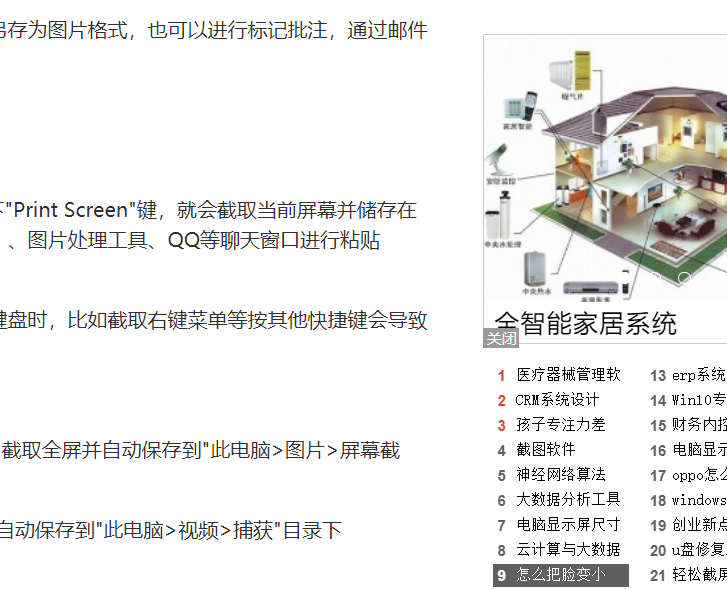 存为图片格式，也可以进行标记批注，通过邮件
"Print Screen"键，就会截取当前屏幕并储存在
、图片处理工具、QQ等聊天窗口进行粘贴
键盘时，比如截取右键菜单等按其他快捷键会导致
截取全屏并自动保存到"此电脑>图片>屏幕截
自动保存到"此电脑>视频>捕获"目录下
暖气片
家居智能
安防监控
中央水处理
中央热水
全智能家居系统
关闭
1 医疗器械管理软
2 CRM系统设计
3 孩子专注力差
4 截图软件
5 神经网络算法
6 大数据分析工具
7 电脑显示屏尺寸
8 云计算与大数据
9 怎么把脸变小
13 erp系统
14 Win10专
15 财务内控
16 电脑显示
17 oppo怎么
18 windows
19 创业新点
20 u盘修复
21 轻松截屏